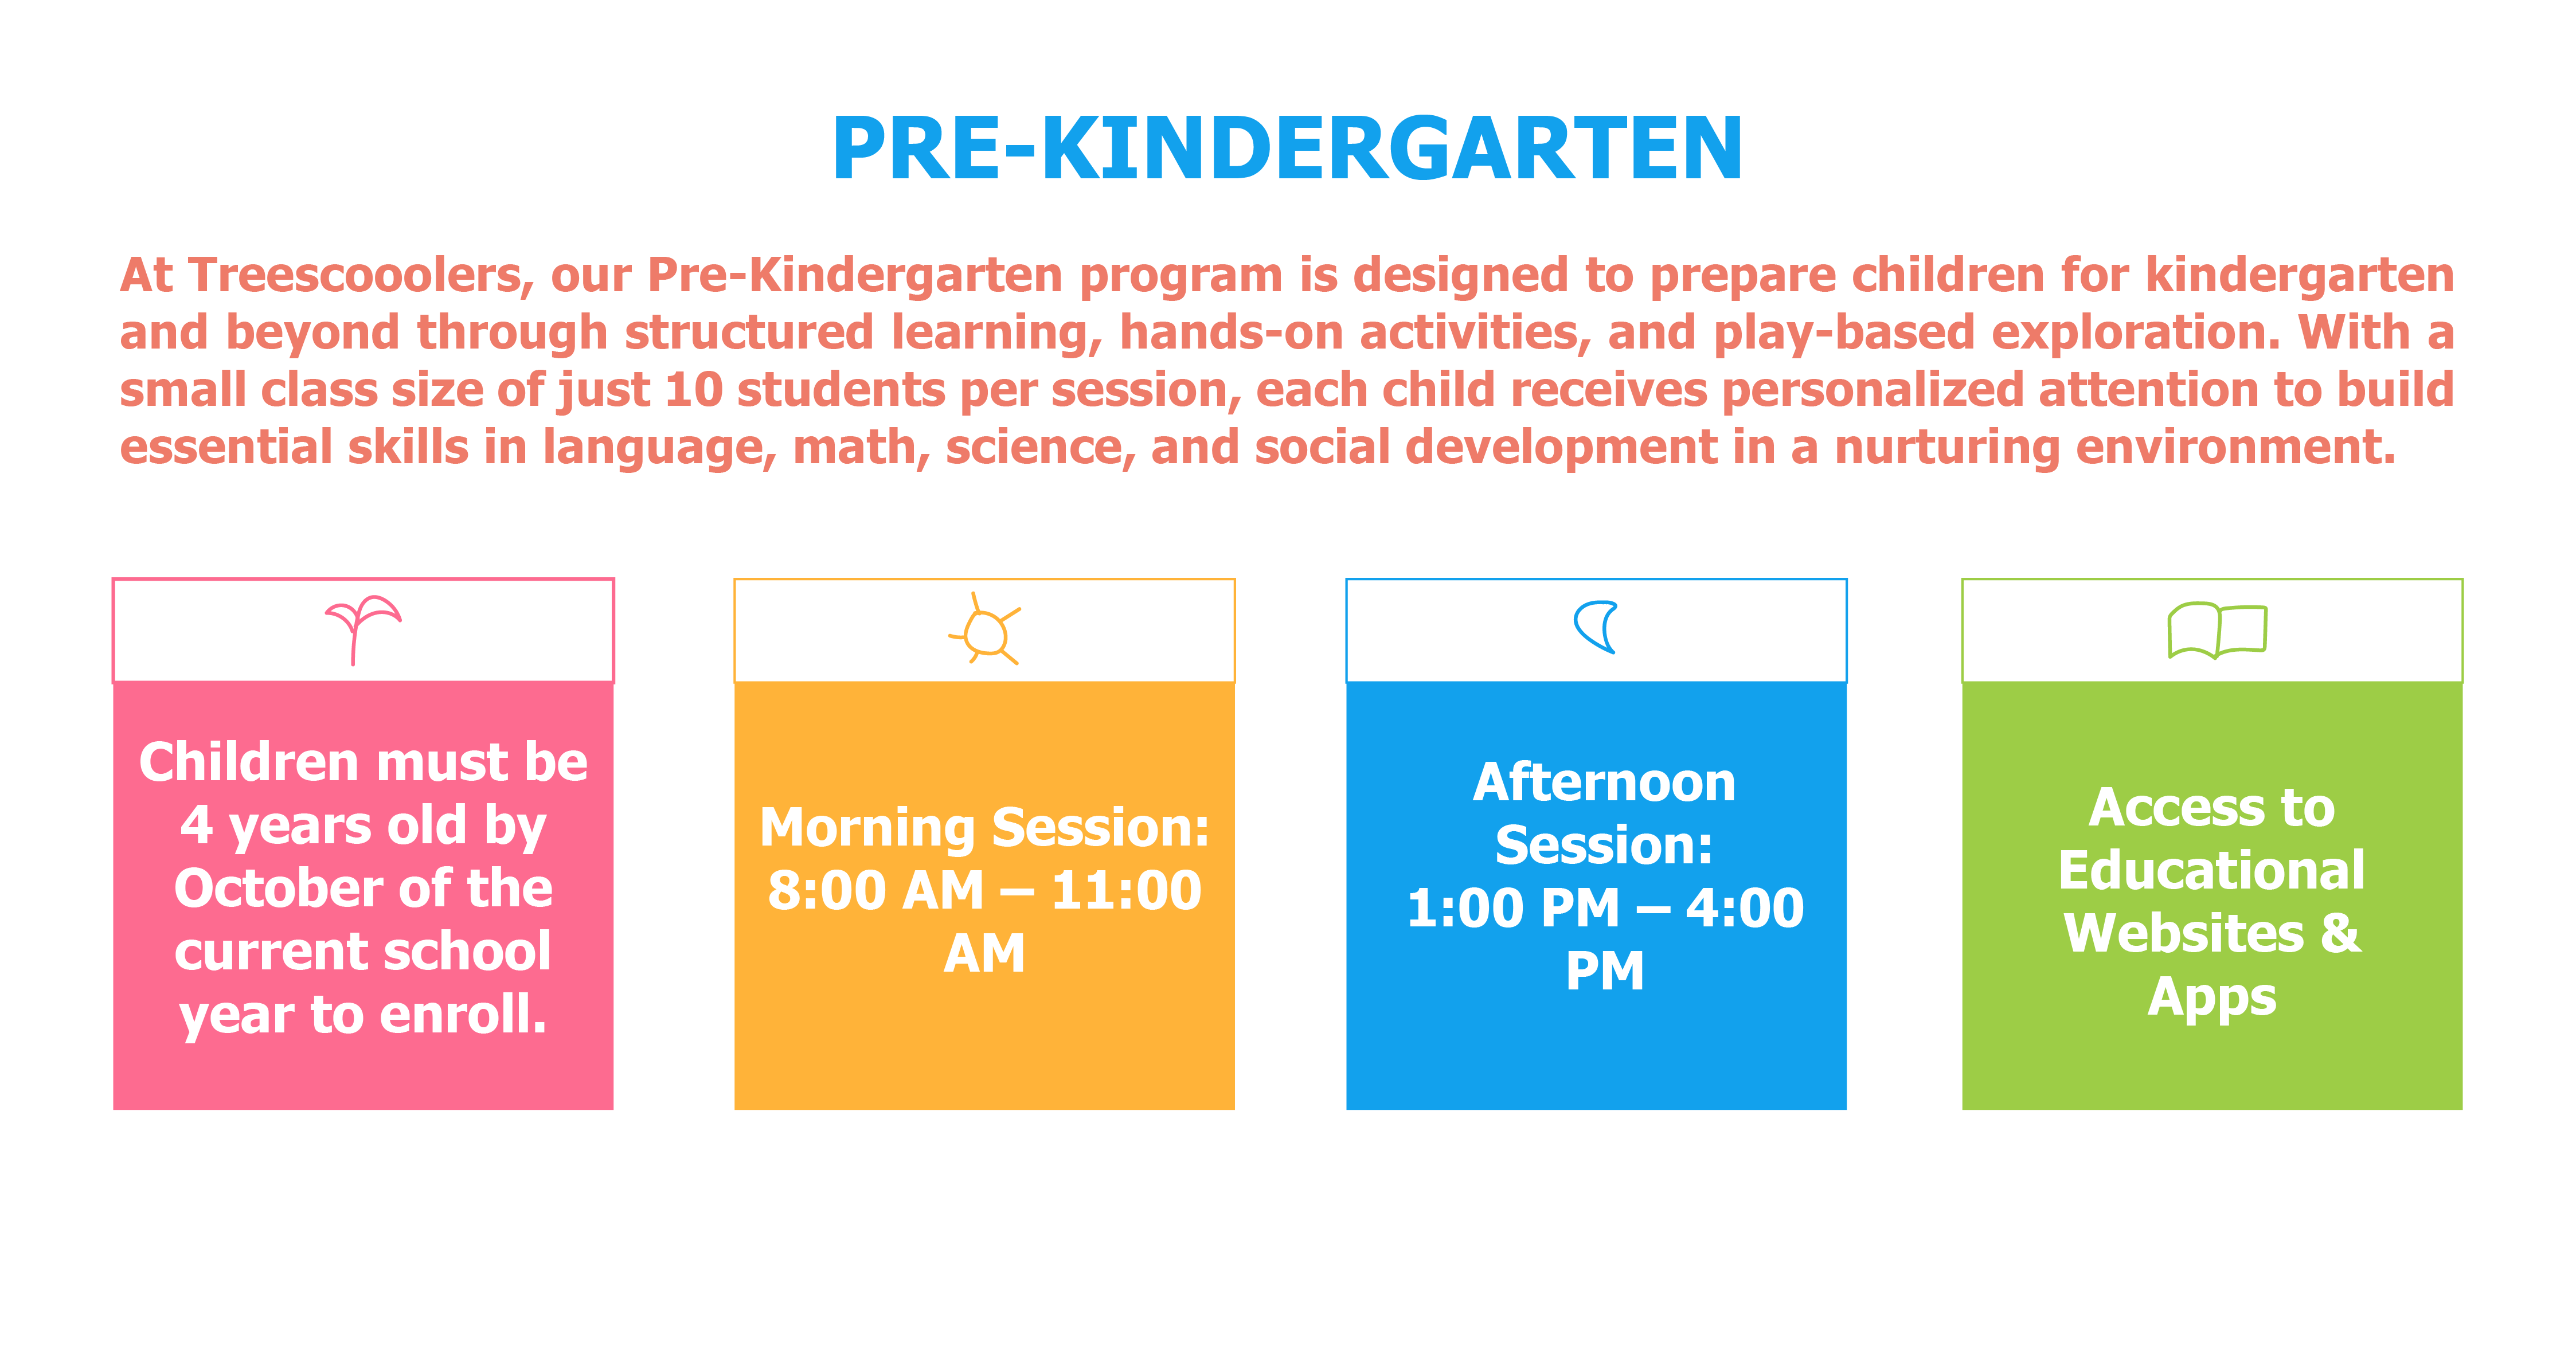 PRE-KINDERGARTEN
At Treescooolers, our Pre-Kindergarten program is designed to prepare children for kindergarten
and beyond through structured learning, hands-on activities, and play-based exploration. With a
small class size of just 10 students per session, each child receives personalized attention to build
essential skills in language, math, science, and social development in a nurturing environment.
Children must be
4 years old by
October of the
current school
year to enroll.
Morning Session:
8:00 AM – 11:00
AM
Afternoon
Session:
1:00 PM – 4:00
PM
Access to
Educational
Websites &
Apps